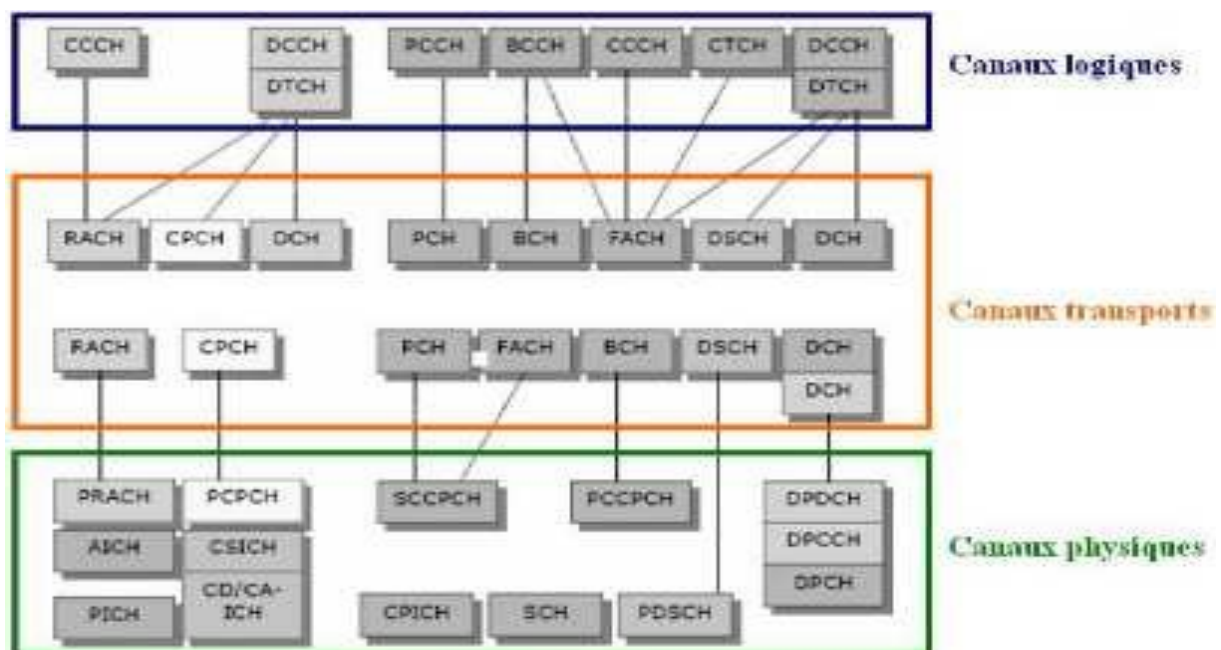 CCCH DCCH PCCH BCCH CCCH CTCH DCCH
DTCH DTCH
Canaux logiques
RACH CPCH DCH PCH BCH FACH DSCH DCH
Canaux transports
RACH CPCH PCH FACH BCH DSCH DCH
DCH
PRACH PCPCH SCCPCH PCCPCH DPDCH
AICH CSICH DPCCH
Canaux physiques
CD/CA-
ICH DPCH
PICH CPICH SCH PDSCH